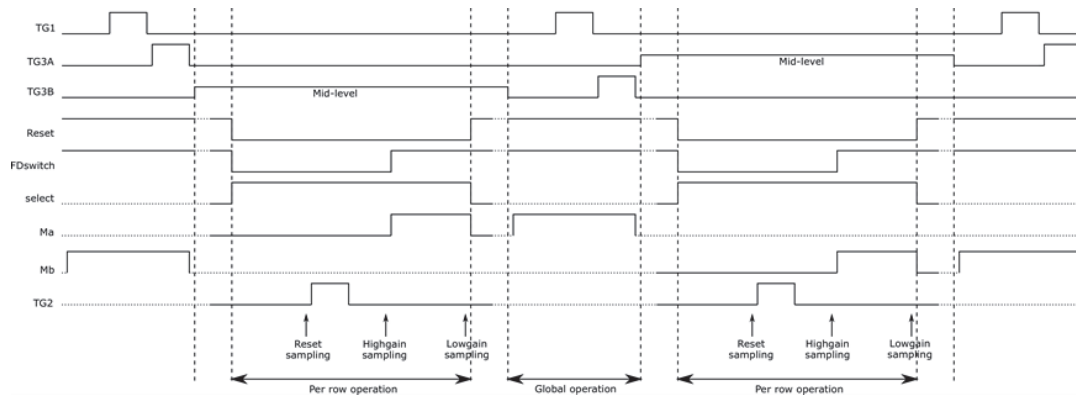 TG1
TG3A
Mid-level
TG3B
Mid-level
Reset
FDswitch
select
Ma
Mb
TG2
Reset sampling
Highgain sampling
Lowgain sampling
Reset sampling
Highgain sampling
Lowgain sampling
Per row operation
Global operation
Per row operation